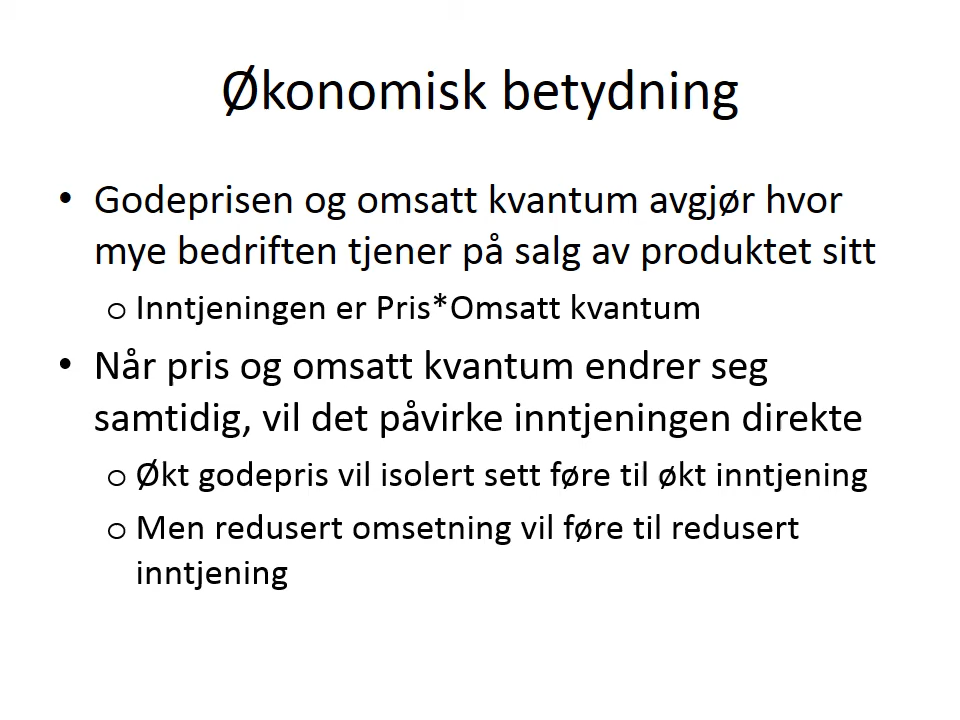 Økonomisk betydning
• Godeprisen og omsatt kvantum avgjør hvor
mye bedriften tjener på salg av produktet sitt
o Inntjeningen er Pris*Omsatt kvantum
• Når pris og omsatt kvantum endrer seg
samtidig, vil det påvirke inntjeningen direkte
o Økt godepris vil isolert sett føre til økt inntjening
o Men redusert omsetning vil føre til redusert
inntjening